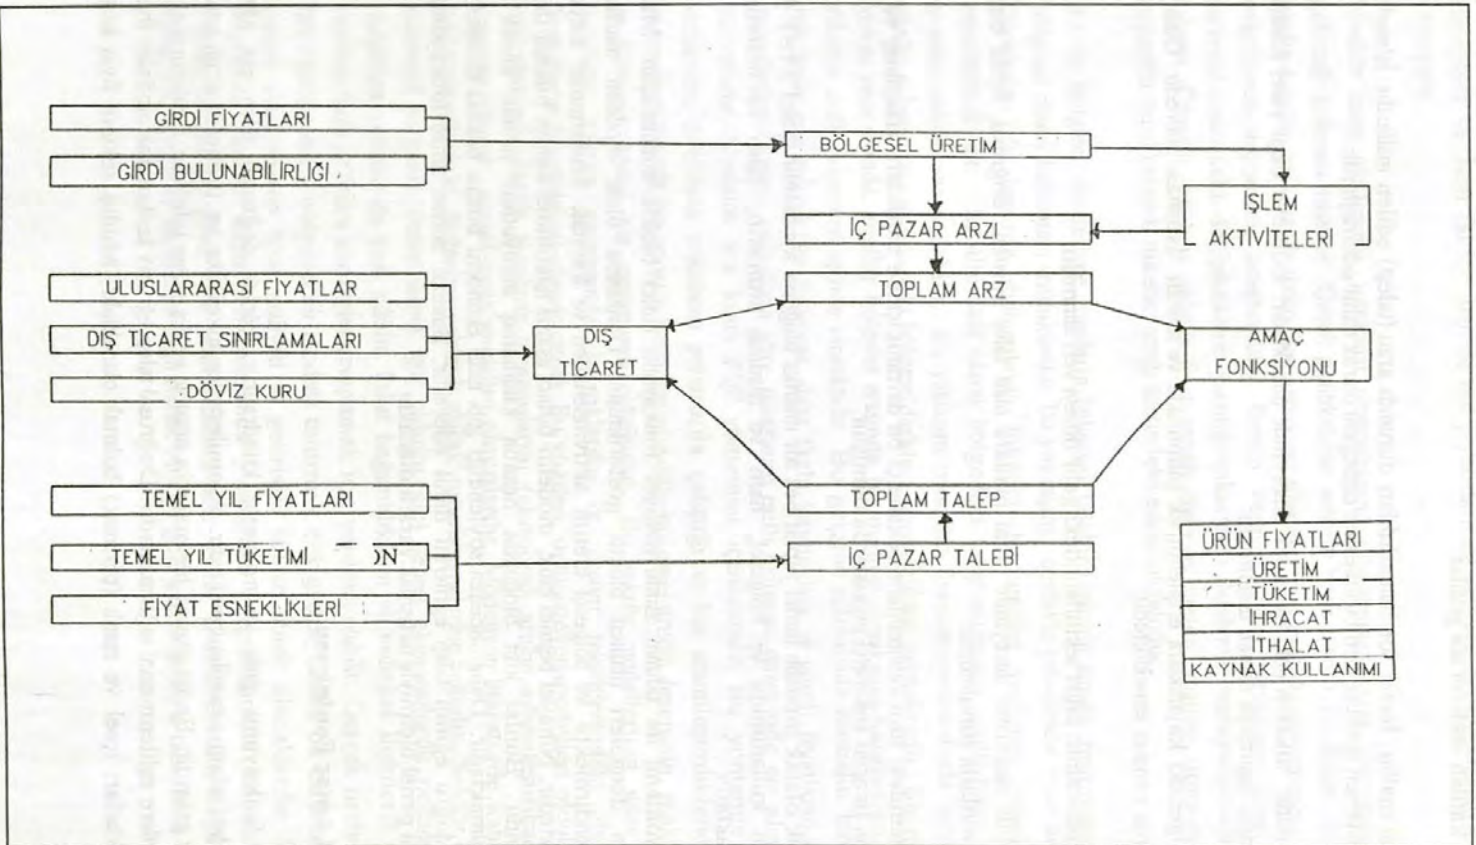 GİRDİ FİYATLARI
GİRDİ BULUNABİLİRLİĞİ
BÖLGESEL ÜRETİM
İŞLEM
AKTİVİTELERİ
İÇ PAZAR ARZI
TOPLAM ARZ
ULUSLARARASI FİYATLAR
DIŞ TİCARET SINIRLAMALARI
DÖVİZ KURU
DIŞ
TİCARET
AMAÇ
FONKSİYONU
TEMEL YIL FİYATLARI
TEMEL YIL TÜKETİMİ
FİYAT ESNEKLİKLERİ
TOPLAM TALEP
İÇ PAZAR TALEBİ
ÜRÜN FİYATLARI
ÜRETİM
TÜKETİM
İHRACAT
İTHALAT
KAYNAK KULLANIMI